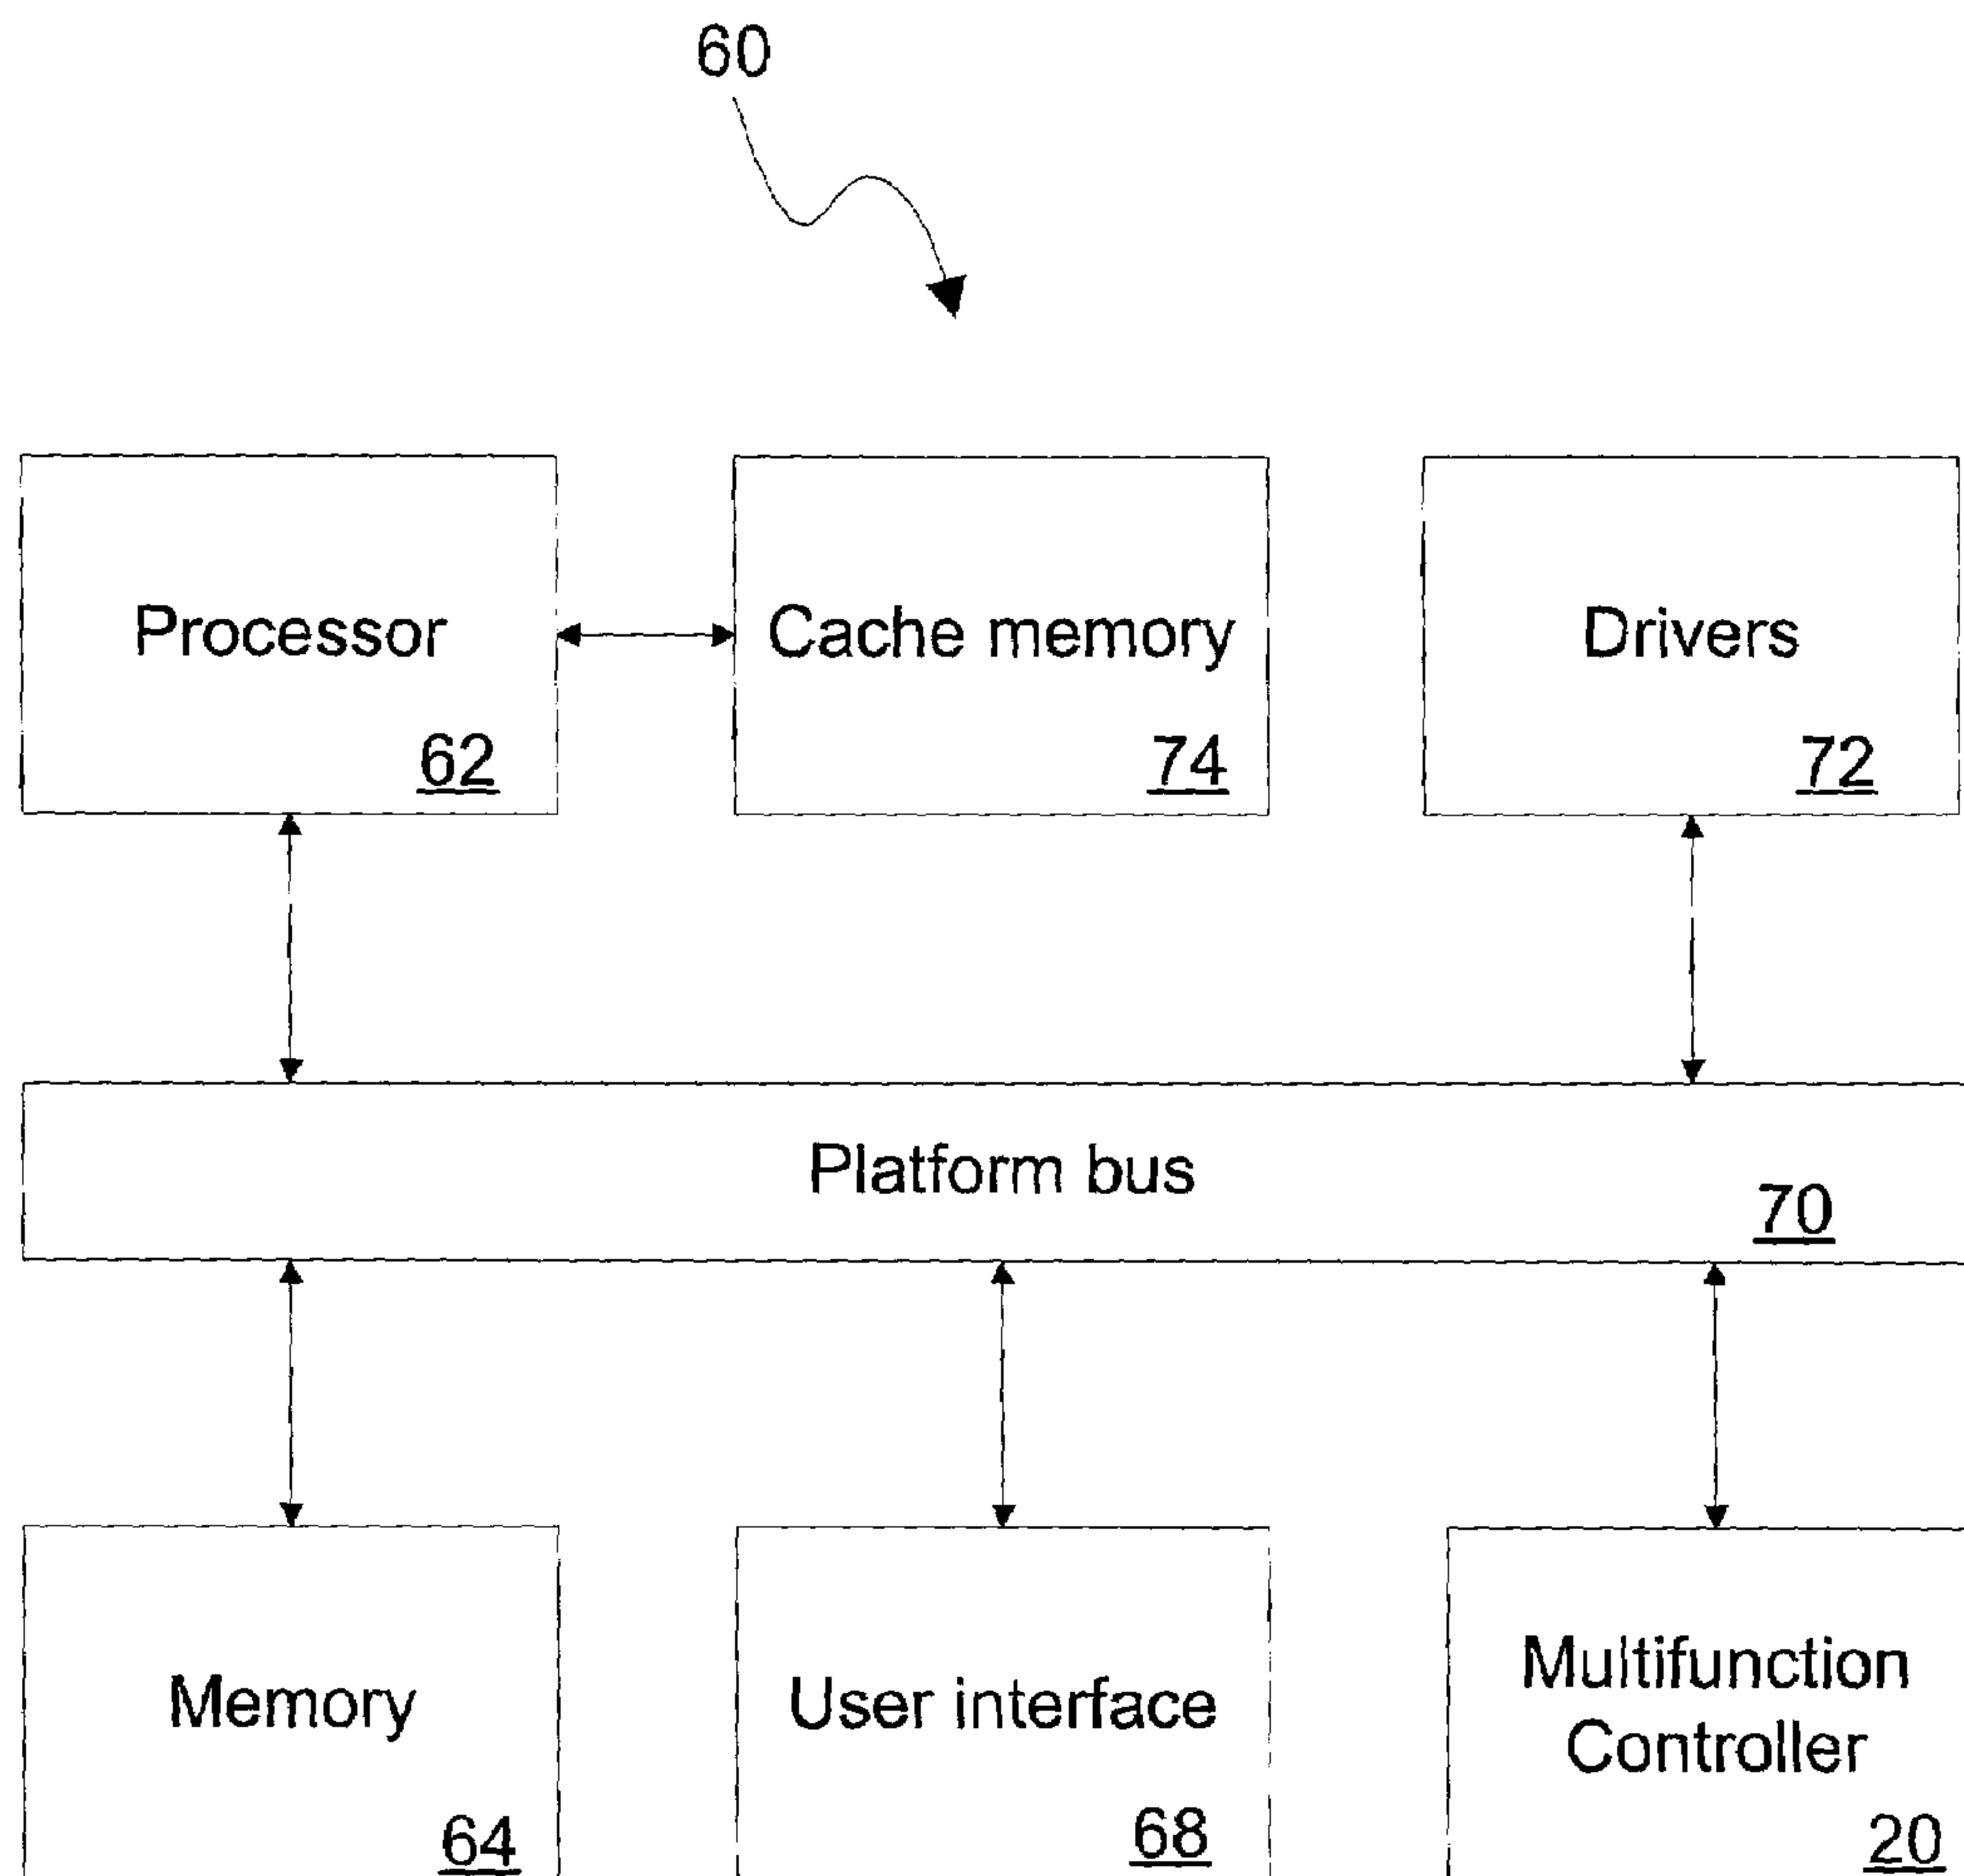 60
Processor
62
Cache memory
74
Drivers
72
Platform bus
70
Memory
64
User interface
68
Multifunction
Controller
20